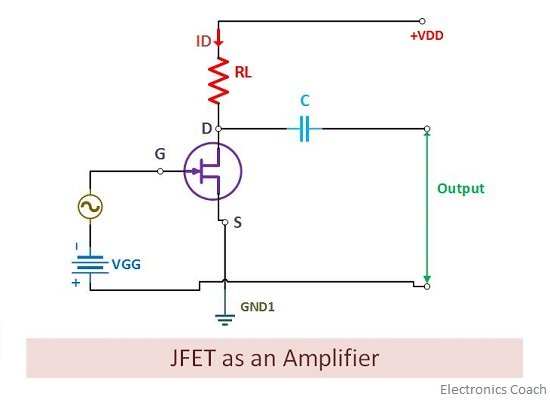 ID
+VDD
RL
C
D
G
Output
S
-
VGG
+
GND1
JFET as an Amplifier
Electronics Coach